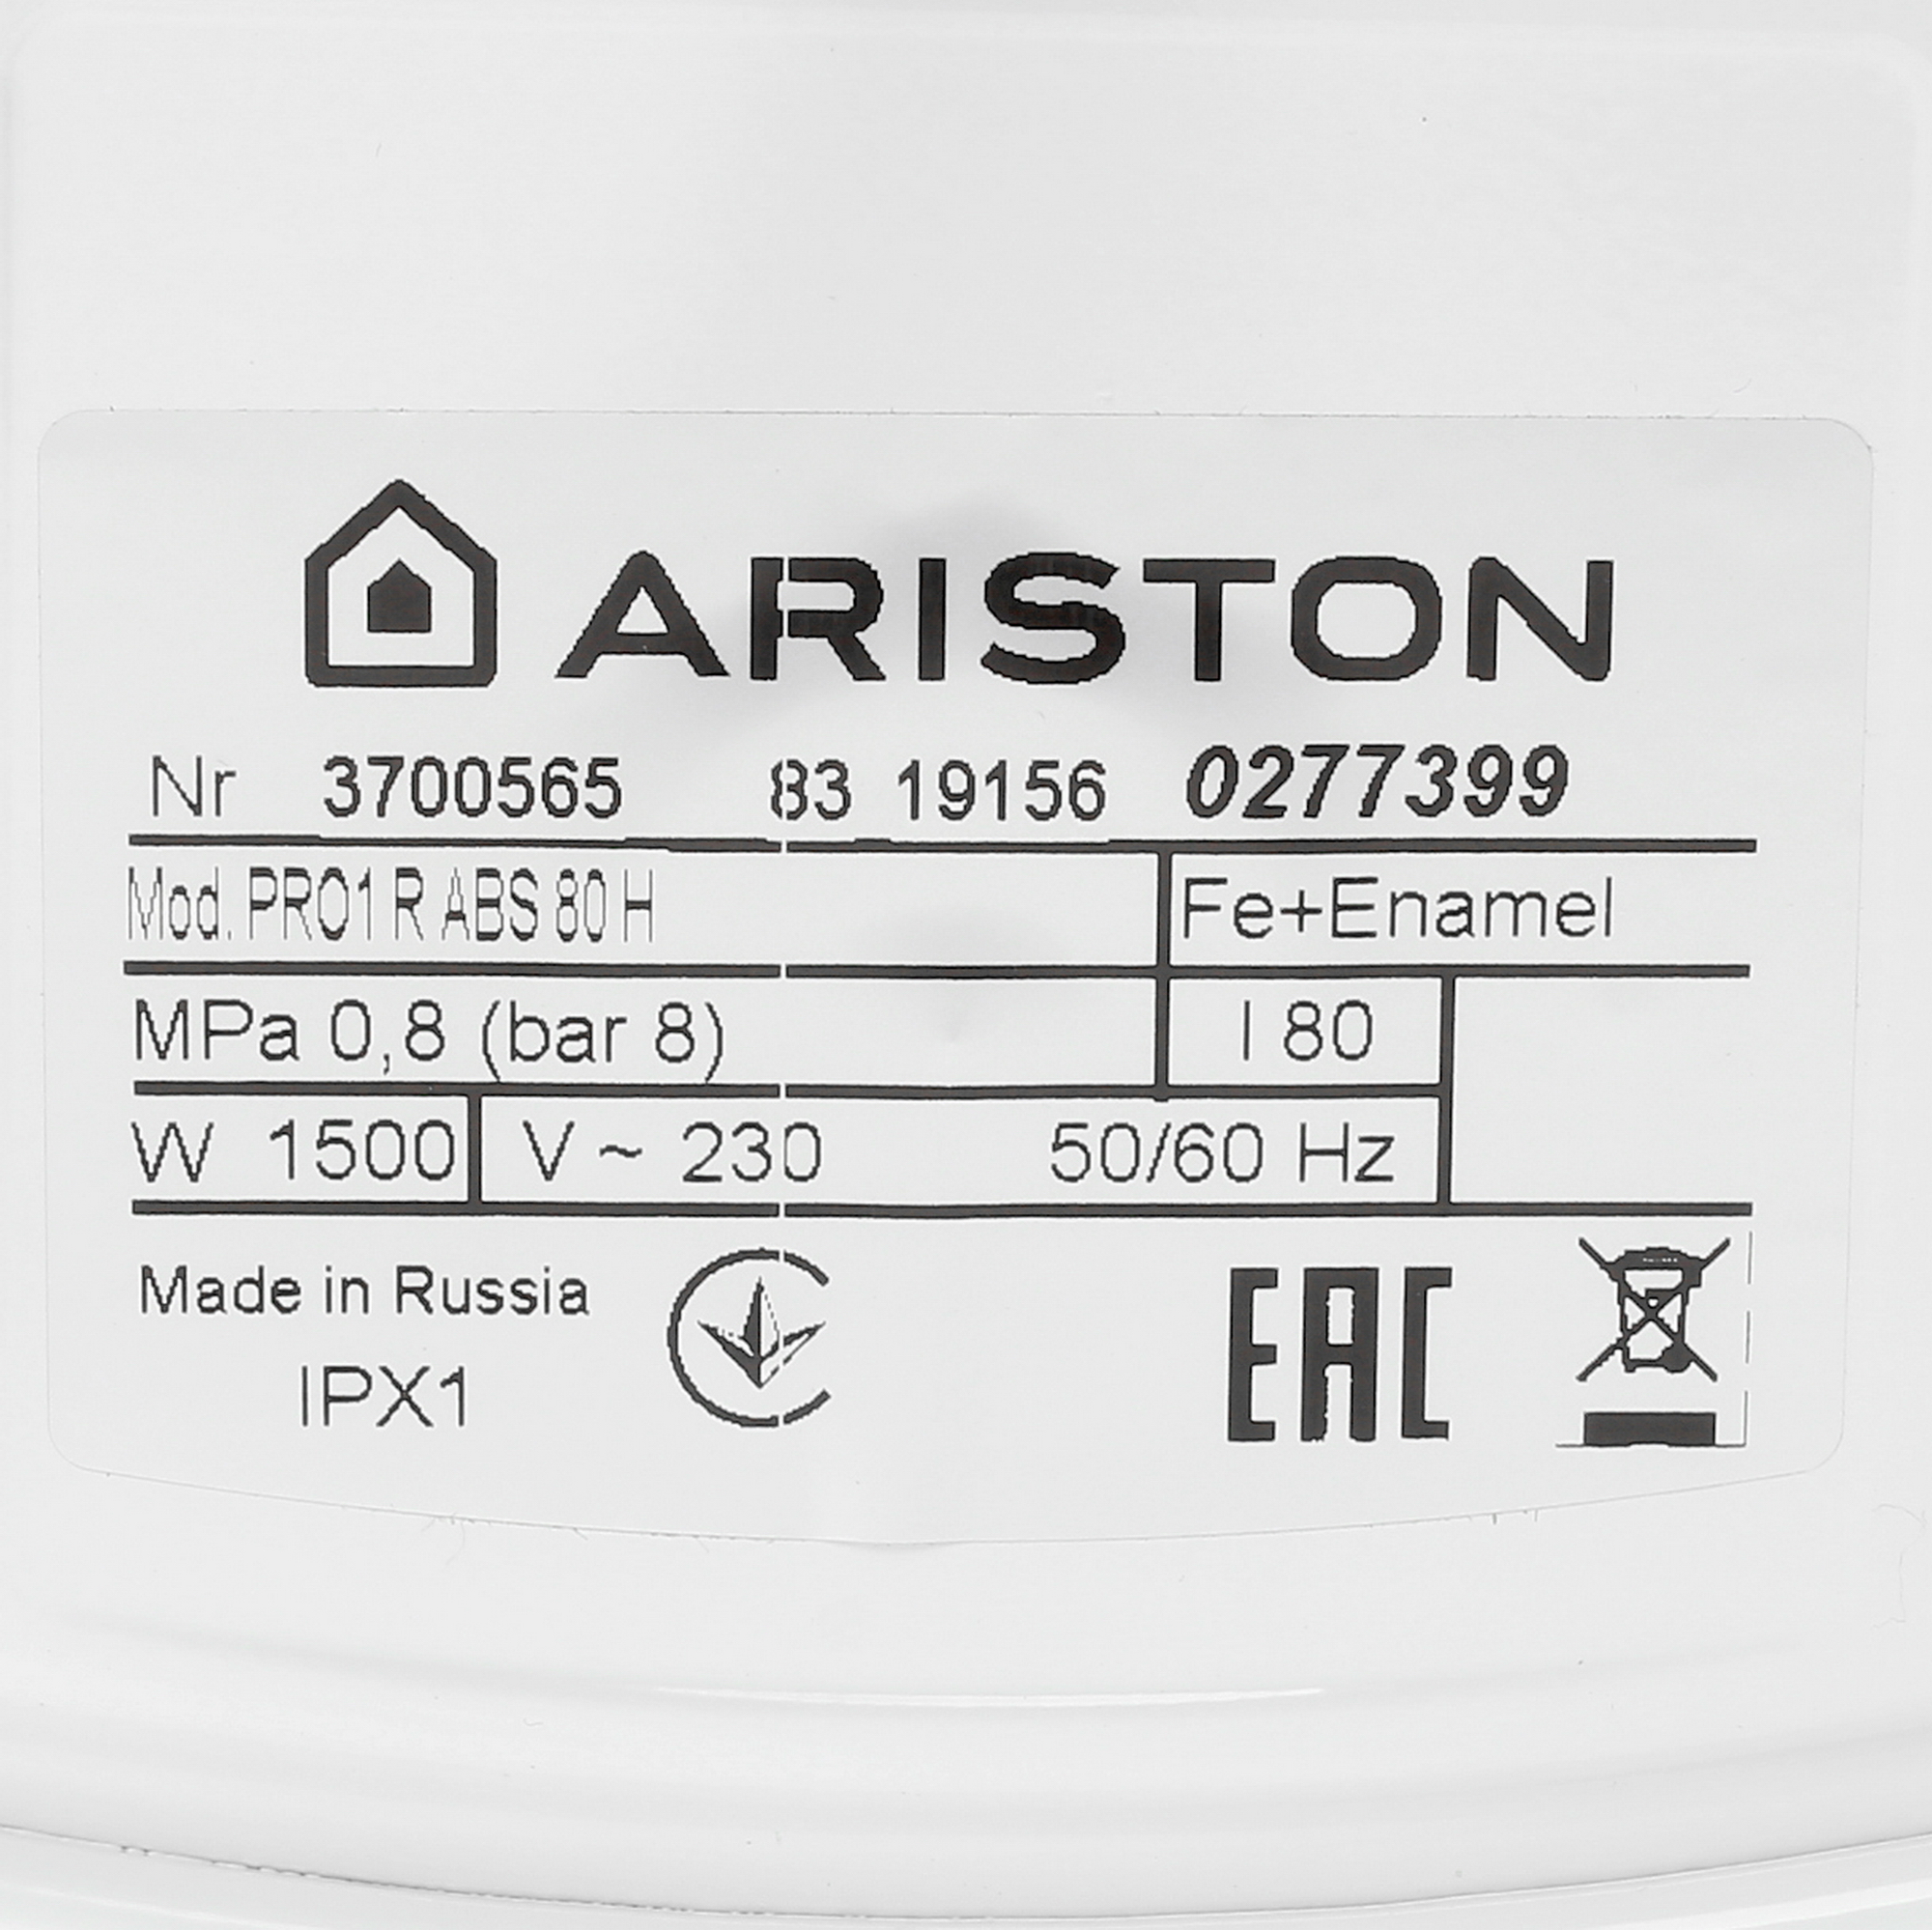 ARISTON
Nr 3700565 83 19156 0277399
Mod. PRO1 R ABS 80 H Fe+Enamel
MPa 0,8 (bar 8) l 80
W 1500 V ~ 230 50/60 Hz
Made in Russia
IPX1
EAC